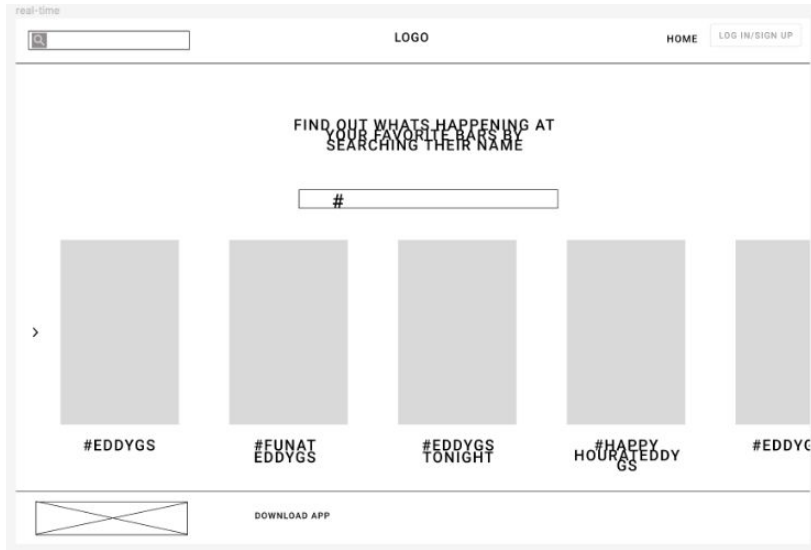 real-time
LOGO
HOME
LOG IN/SIGN UP
FIND OUT WHATS HAPPENING AT
YOUR FAVORITE BARS BY
SEARCHING THEIR NAME
#
#EDDYGS
#FUNAT
EDDYGS
#EDDYGS
TONIGHT
#HAPPY
HOURATEDDY
GS
#EDDYG
DOWNLOAD APP